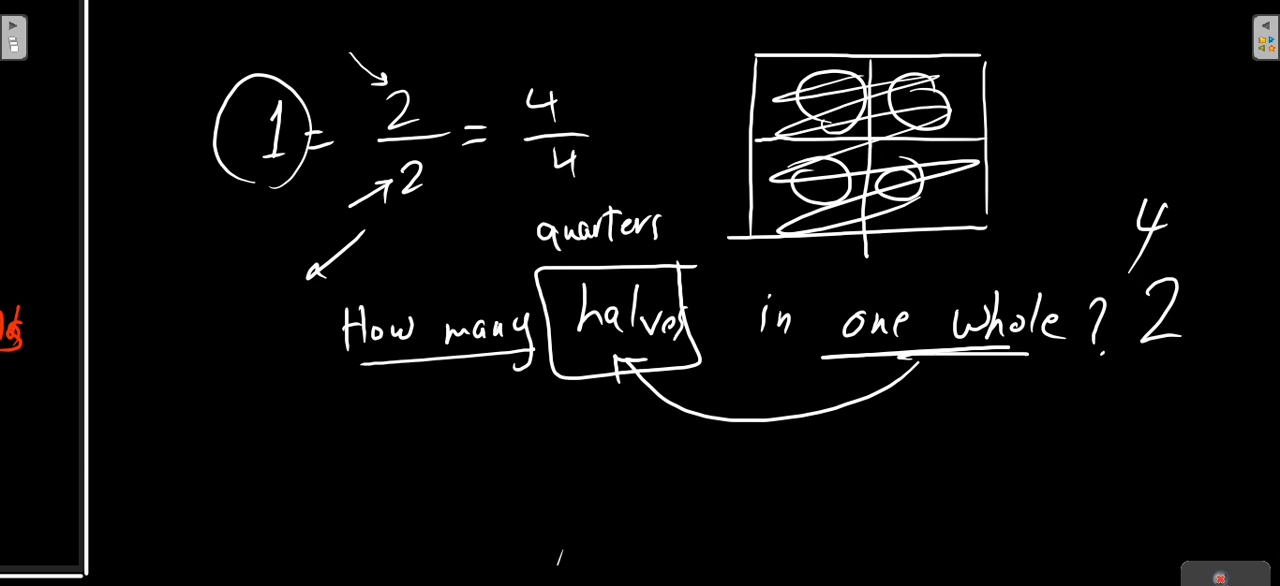 1 = 2/2 = 4/4
quarters
4
How many halves in one whole ? 2